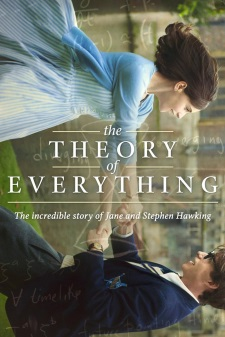 the
THEORY
of
EVERYTHING
The incredible story of Jane and Stephen Hawking